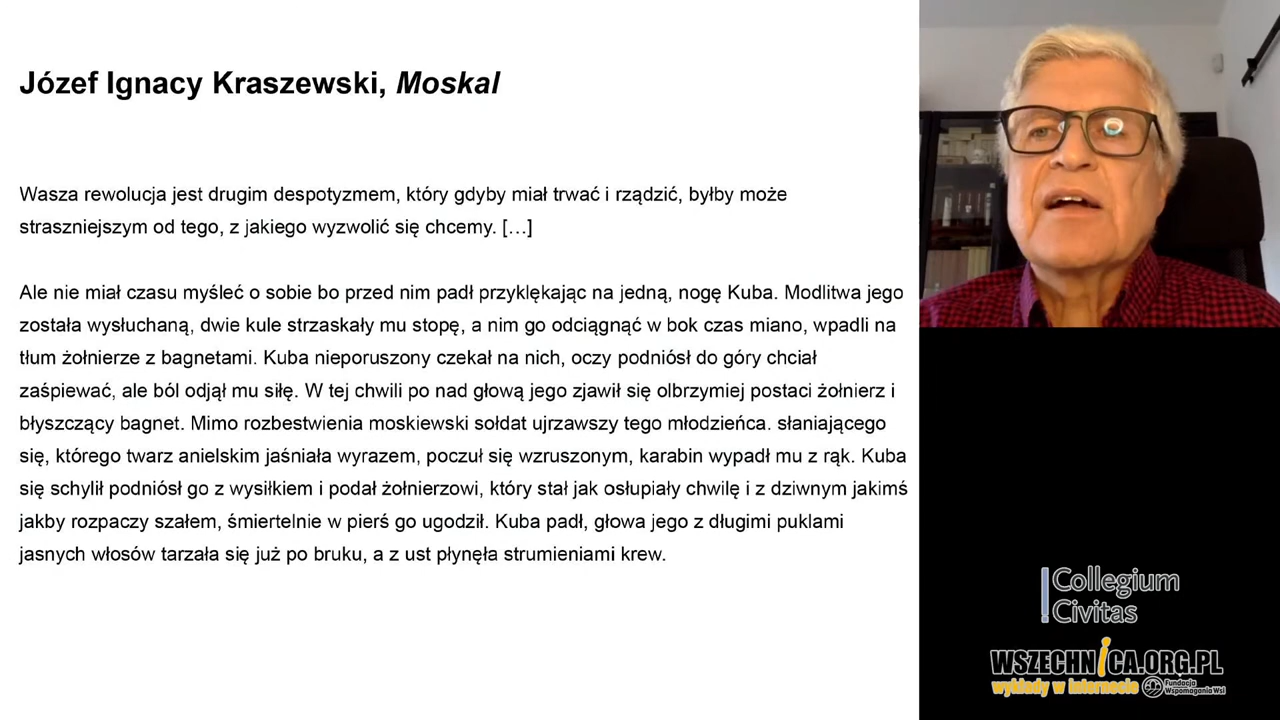 Józef Ignacy Kraszewski, Moskal
Wasza rewolucja jest drugim despotyzmem, który gdyby miał trwać i rządzić, byłby może
straszniejszym od tego, z jakiego wyzwolić się chcemy. […]
Ale nie miał czasu myśleć o sobie bo przed nim padł przyklękając na jedną, nogę Kuba. Modlitwa jego
została wysłuchaną, dwie kule strzaskały mu stopę, a nim go odciągnąć w bok czas miano, wpadli na
tłum żołnierze z bagnetami. Kuba nieporuszony czekał na nich, oczy podniósł do góry chciał
zaśpiewać, ale ból odjął mu siłę. W tej chwili po nad głową jego zjawił się olbrzymiej postaci żołnierz i
błyszczący bagnet. Mimo rozbestwienia moskiewski sołdat ujrzawszy tego młodzieńca. słaniającego
się, którego twarz anielskim jaśniała wyrazem, poczuł się wzruszonym, karabin wypadł mu z rąk. Kuba
się schylił podniósł go z wysiłkiem i podał żołnierzowi, który stał jak osłupiały chwilę i z dziwnym jakimś
jakby rozpaczy szałem, śmiertelnie w pierś go ugodził. Kuba padł, głowa jego z długimi puklami
jasnych włosów tarzała się już po bruku, a z ust płynęła strumieniami krew.
Collegium
Civitas
WSZECHNICA.ORG.PL
wykłady w internecie
Fundacja
Wspomagania Wsi